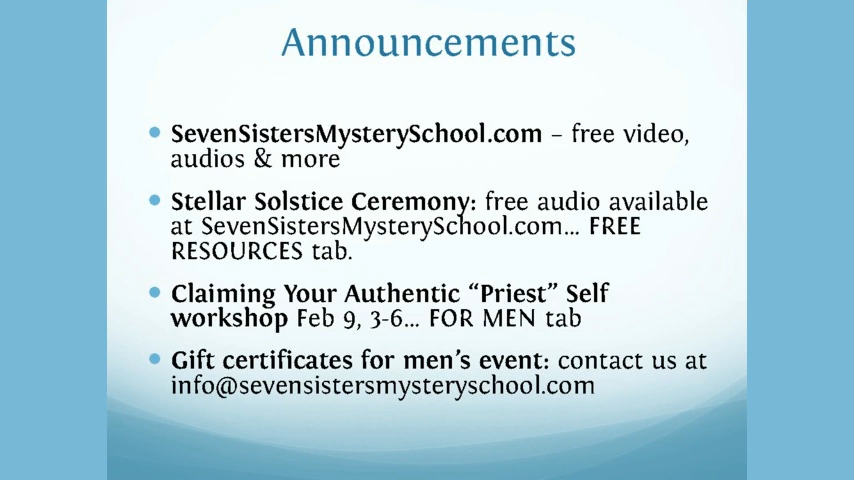 Announcements
SevenSistersMysterySchool.com – free video,
audios & more
Stellar Solstice Ceremony: free audio available
at SevenSistersMysterySchool.com... FREE
RESOURCES tab.
Claiming Your Authentic “Priest” Self
workshop Feb 9, 3-6... FOR MEN tab
Gift certificates for men’s event: contact us at
info@sevensistersmysteryschool.com